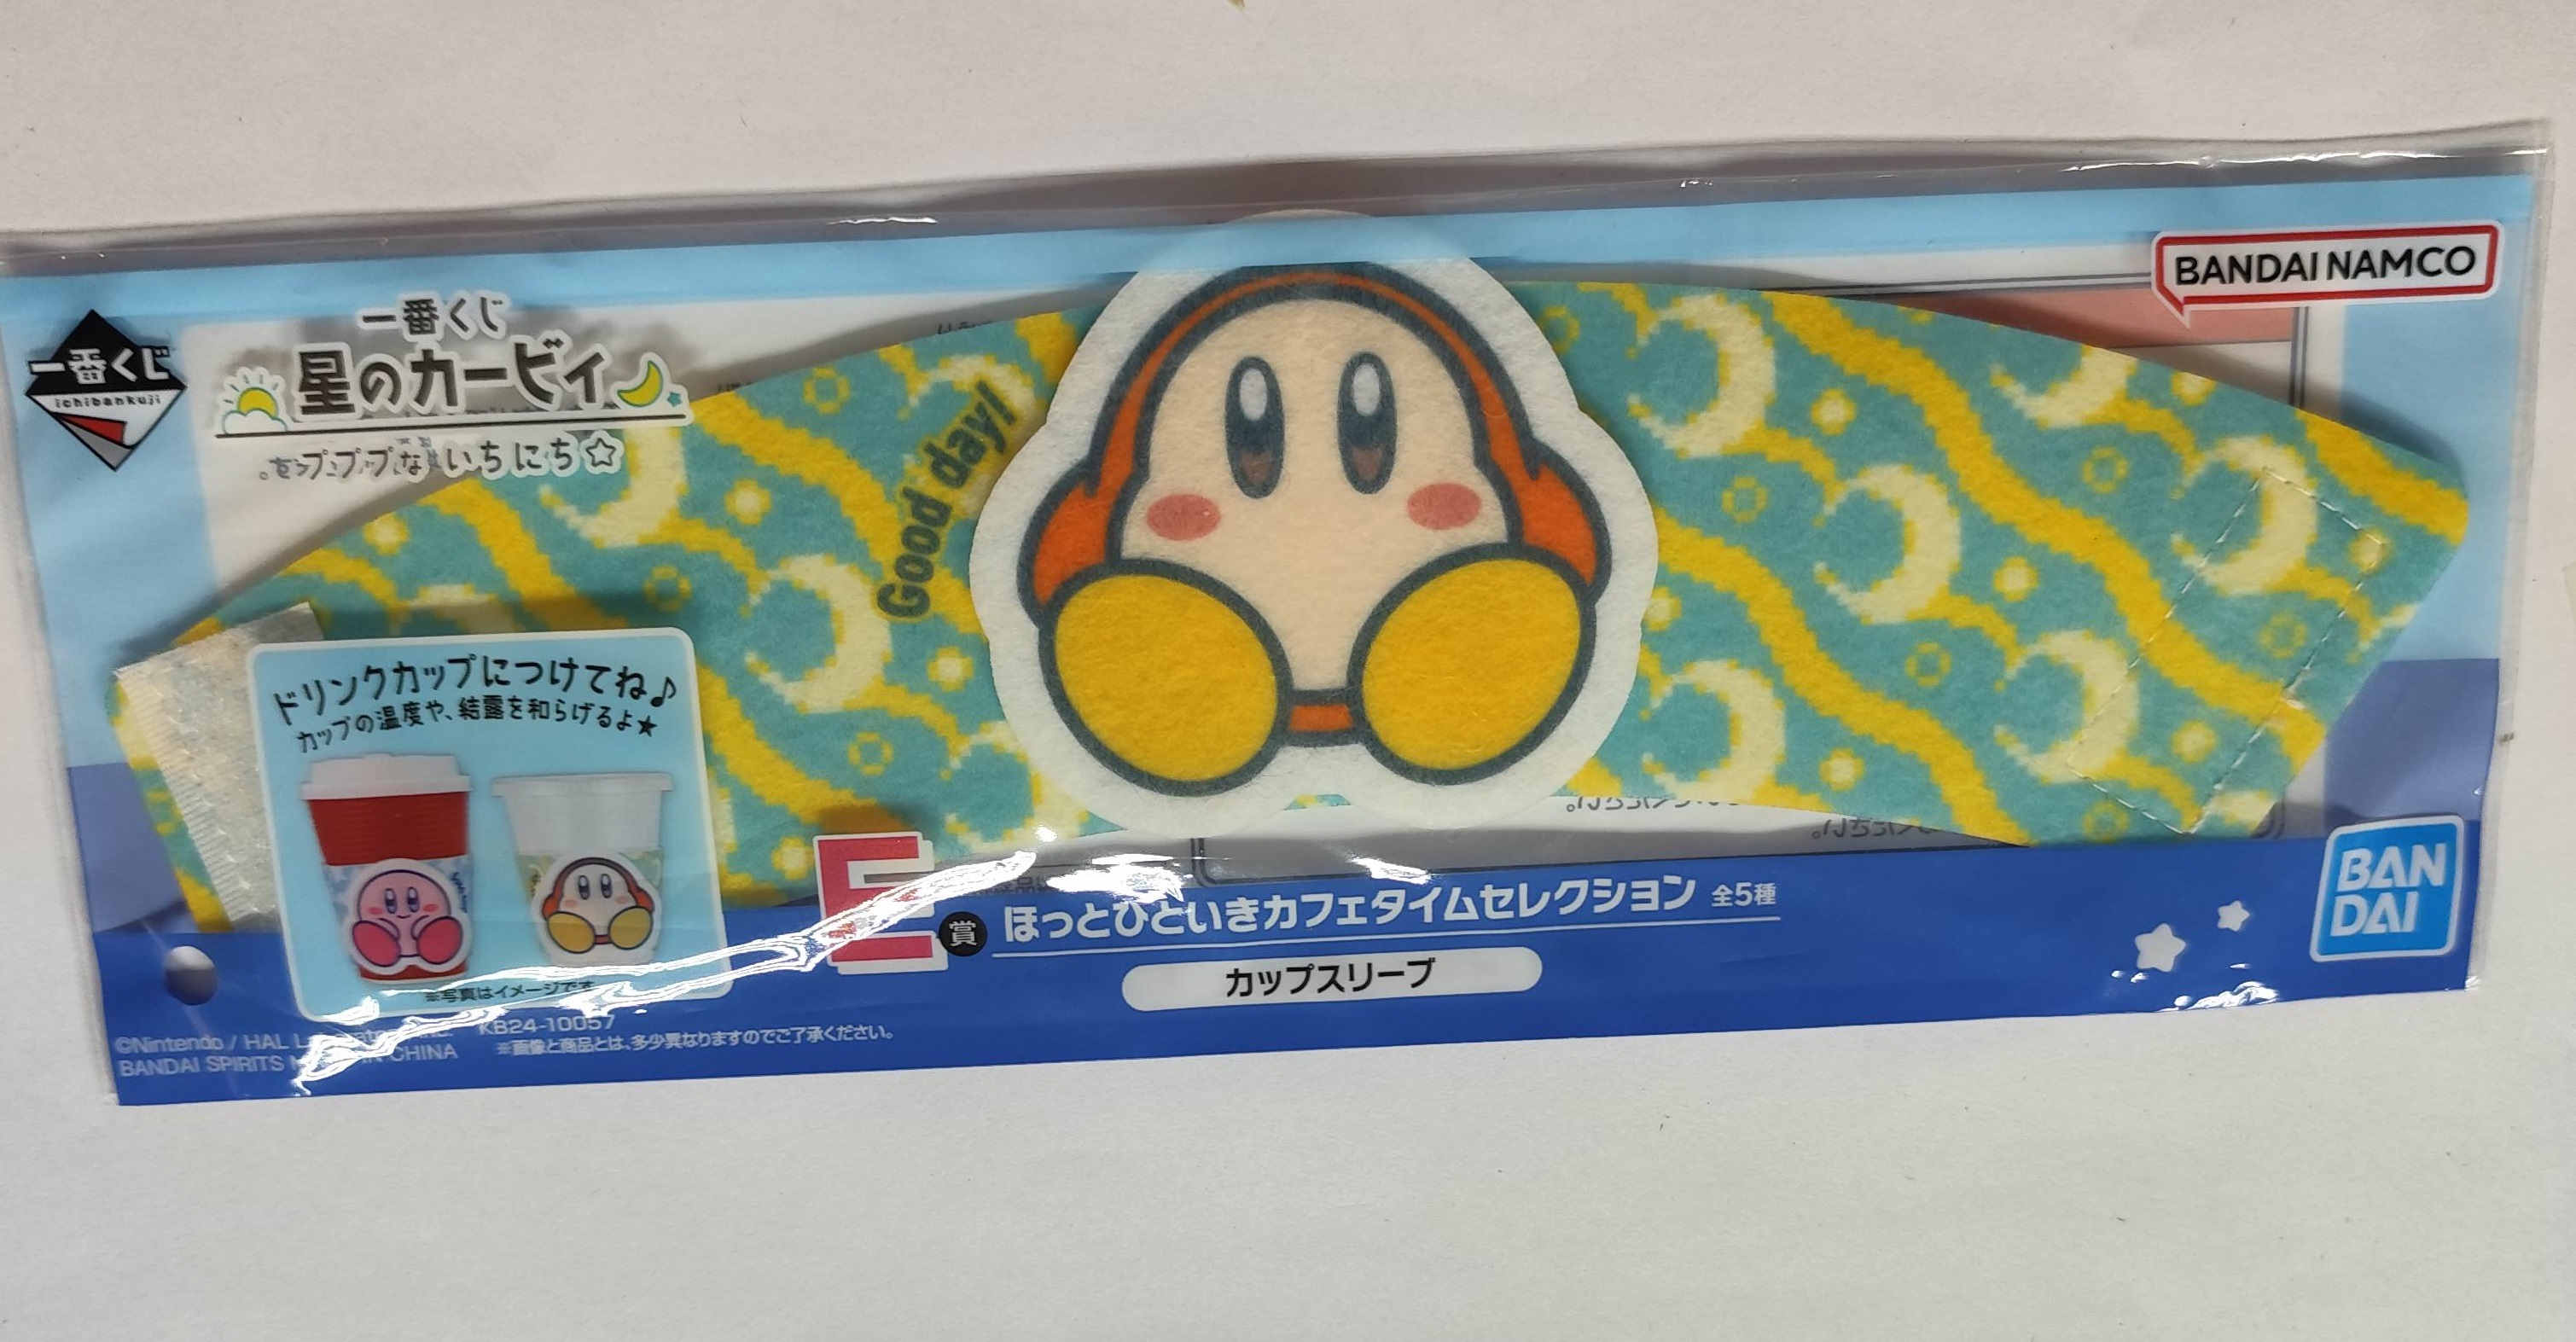 一番くじ
ichibankuji
一番くじ
星のカービィ
プププないちにち☆
BANDAI NAMCO
Good day!
ドリンクカップにつけてね♪
カップの温度や、結露を和らげるよ★
※写真はイメージです
E賞
ほっとひといきカフェタイムセレクション 全5種
カップスリーブ
BAN
DAI
©Nintendo / HAL KB24-10057
BANDAI SPIRITS CHINA
※画像と商品とは、多少異なりますのでご了承ください。